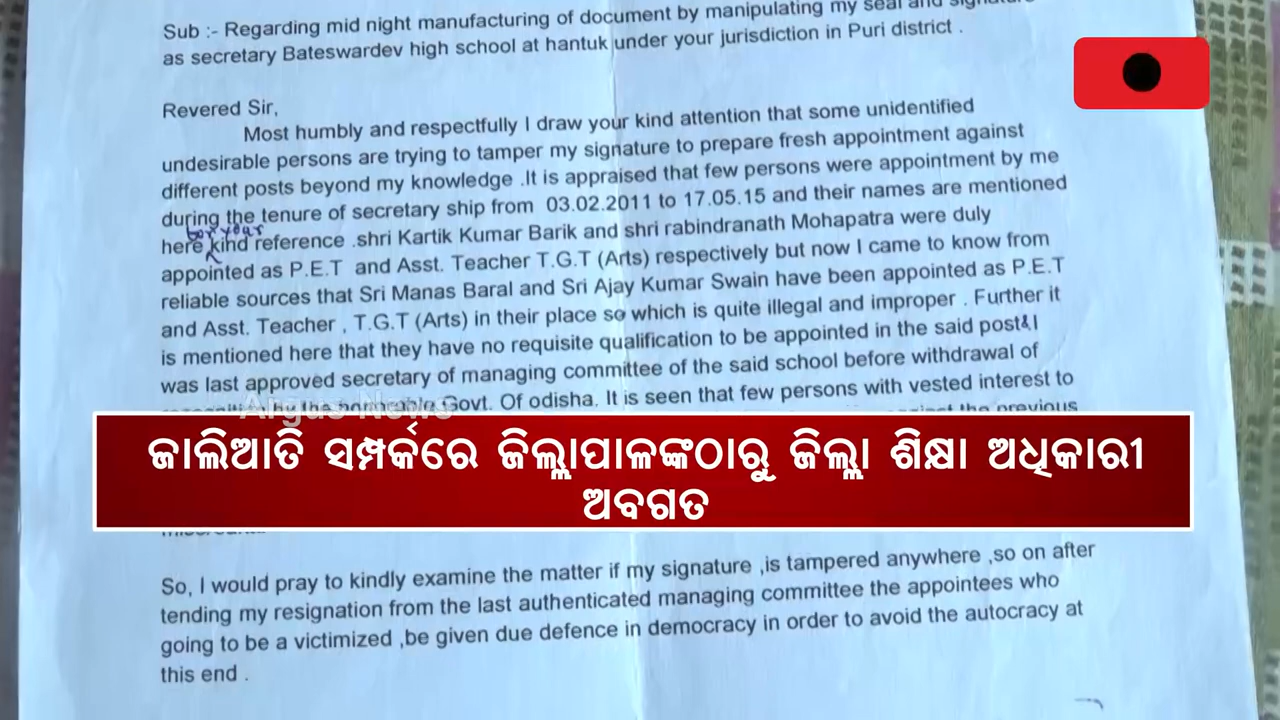 Sub :- Regarding mid night manufacturing of document by manipulating my seal and signature
as secretary Bateswardev high school at hantuk under your jurisdiction in Puri district .
Revered Sir,
Most humbly and respectfully I draw your kind attention that some unidentified
undesirable persons are trying to tamper my signature to prepare fresh appointment against
different posts beyond my knowledge .It is appraised that few persons were appointment by me
during the tenure of secretary ship from 03.02.2011 to 17.05.15 and their names are mentioned
for your
here kind reference .shri Kartik Kumar Barik and shri rabindranath Mohapatra were duly
appointed as P.E.T and Asst. Teacher T.G.T (Arts) respectively but now I came to know from
reliable sources that Sri Manas Baral and Sri Ajay Kumar Swain have been appointed as P.E.T
and Asst. Teacher , T.G.T (Arts) in their place so which is quite illegal and improper . Further it
is mentioned here that they have no requisite qualification to be appointed in the said post&I
was last approved secretary of managing committee of the said school before withdrawal of
Govt. Of odisha. It is seen that few persons with vested interest to
Argus News
the previous
ଜାଲିଆତି ସମ୍ପର୍କରେ ଜିଲ୍ଲାପାଳଙ୍କଠାରୁ ଜିଲ୍ଲା ଶିକ୍ଷା ଅଧିକାରୀ
ଅବଗତ
So, I would pray to kindly examine the matter if my signature ,is tampered anywhere ,so on after
tending my resignation from the last authenticated managing committee the appointees who
going to be a victimized ,be given due defence in democracy in order to avoid the autocracy at
this end .